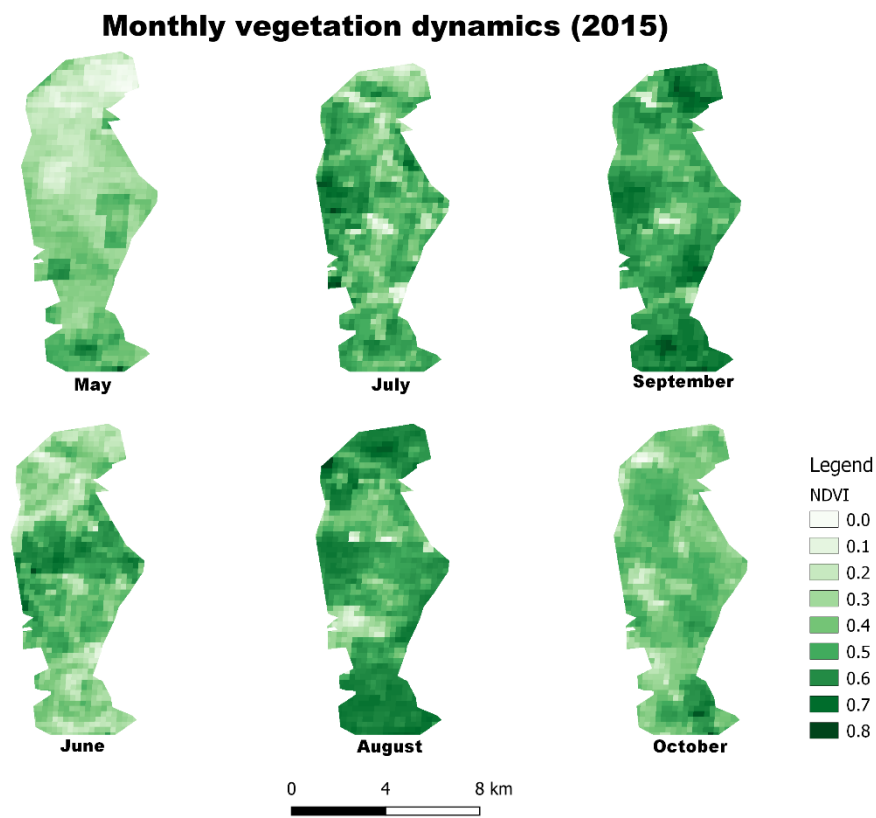 Monthly vegetation dynamics (2015)
May
July
September
June
August
October
Legend
NDVI
0.0
0.1
0.2
0.3
0.4
0.5
0.6
0.7
0.8
0 4 8 km